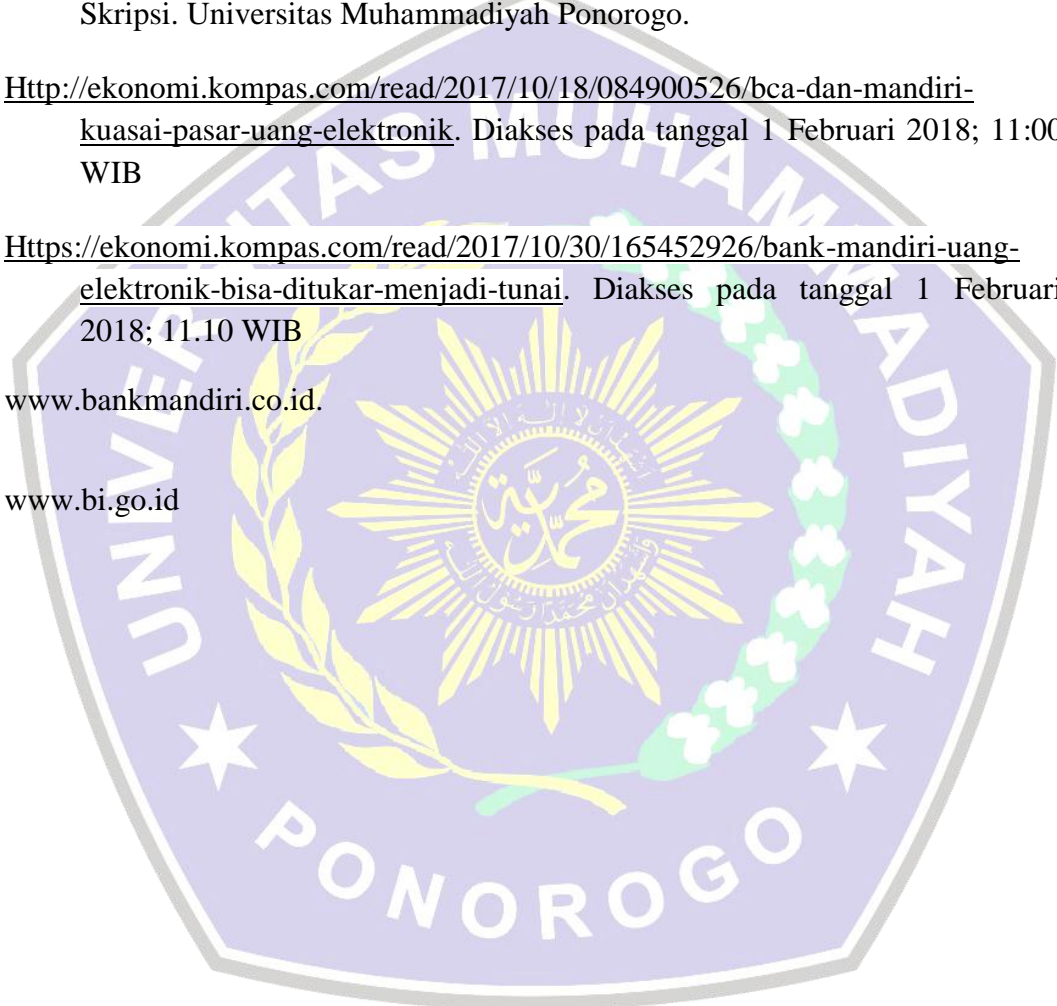 Skripsi. Universitas Muhammadiyah Ponorogo.
Http://ekonomi.kompas.com/read/2017/10/18/084900526/bca-dan-mandiri-
kuasai-pasar-uang-elektronik. Diakses pada tanggal 1 Februari 2018; 11:00
WIB
Https://ekonomi.kompas.com/read/2017/10/30/165452926/bank-mandiri-uang-
elektronik-bisa-ditukar-menjadi-tunai. Diakses pada tanggal 1 Februari
2018; 11.10 WIB
www.bankmandiri.co.id.
www.bi.go.id
UNIVERSITAS MUHAMMADIYAH
PONOROGO
محمدية